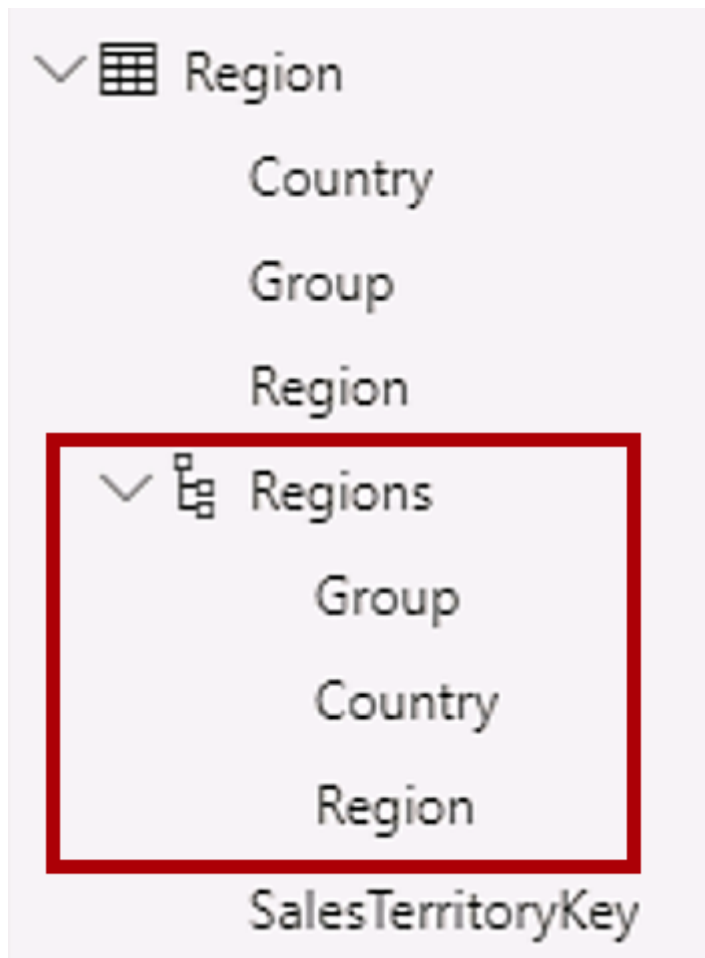 Region
Country
Group
Region
Regions
Group
Country
Region
SalesTerritoryKey